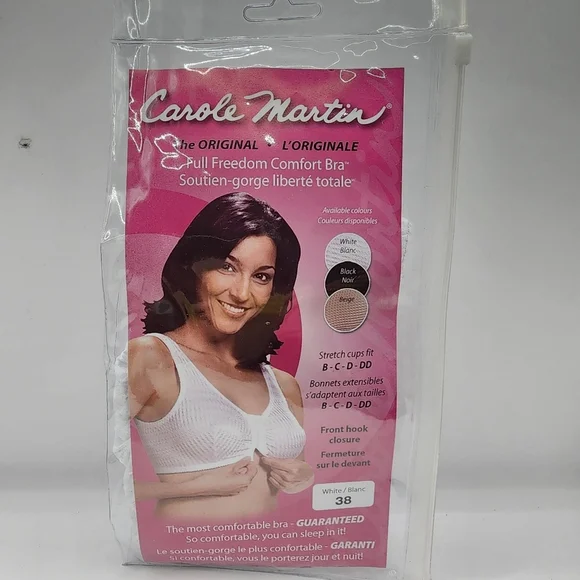 Carole Martin®
The ORIGINAL • L'ORIGINALE
Full Freedom Comfort Bra™
Soutien-gorge liberté totale™
Available colours
Couleurs disponibles
White
Blanc
Black
Noir
Beige
Stretch cups fit
B - C - D - DD
Bonnets extensibles
s'adaptent aux tailles
B - C - D - DD
Front hook
closure
Fermeture
sur le devant
White / Blanc
38
The most comfortable bra - GUARANTEED
So comfortable, you can sleep in it!
Le soutien-gorge le plus confortable - GARANTI
Si confortable, vous le porterez jour et nuit!